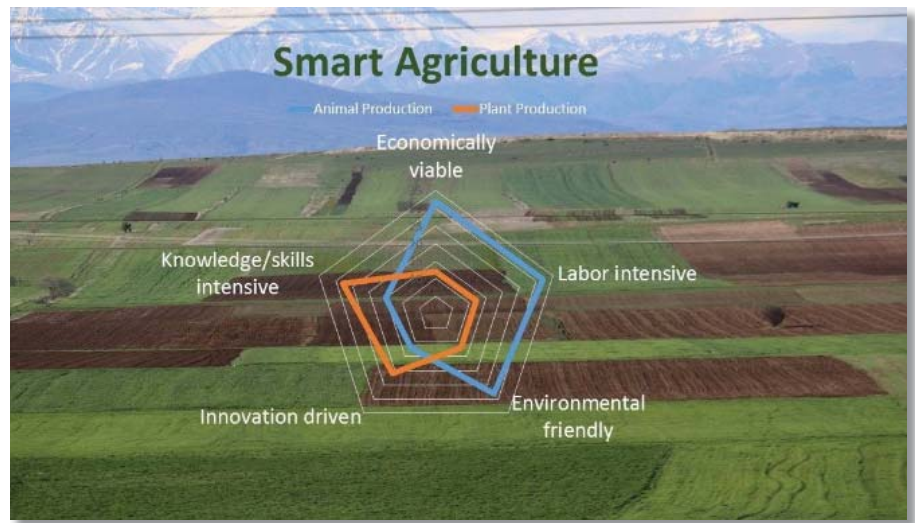 Smart Agriculture
Animal Production
Plant Production
Economically
viable
Labor intensive
Environmental
friendly
Innovation driven
Knowledge/skills
intensive